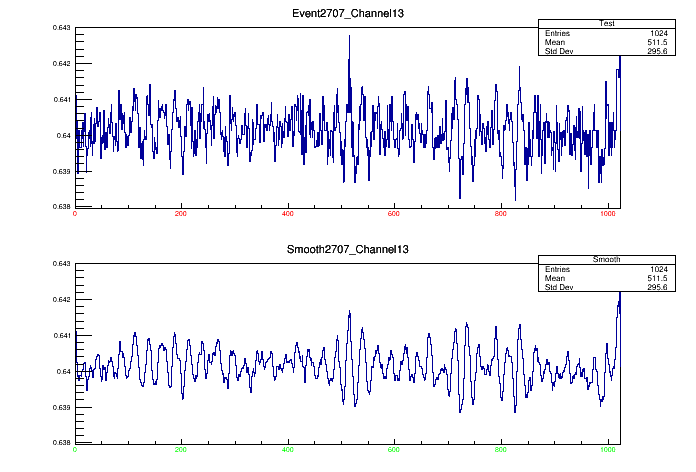 Event2707_Channel13
Test
Entries 1024
Mean 511.5
Std Dev 295.6
0.643
0.642
0.641
0.64
0.639
0.638
0 200 400 600 800 1000
Smooth2707_Channel13
Smooth
Entries 1024
Mean 511.5
Std Dev 295.6
0.643
0.642
0.641
0.64
0.639
0.638
0 200 400 600 800 1000